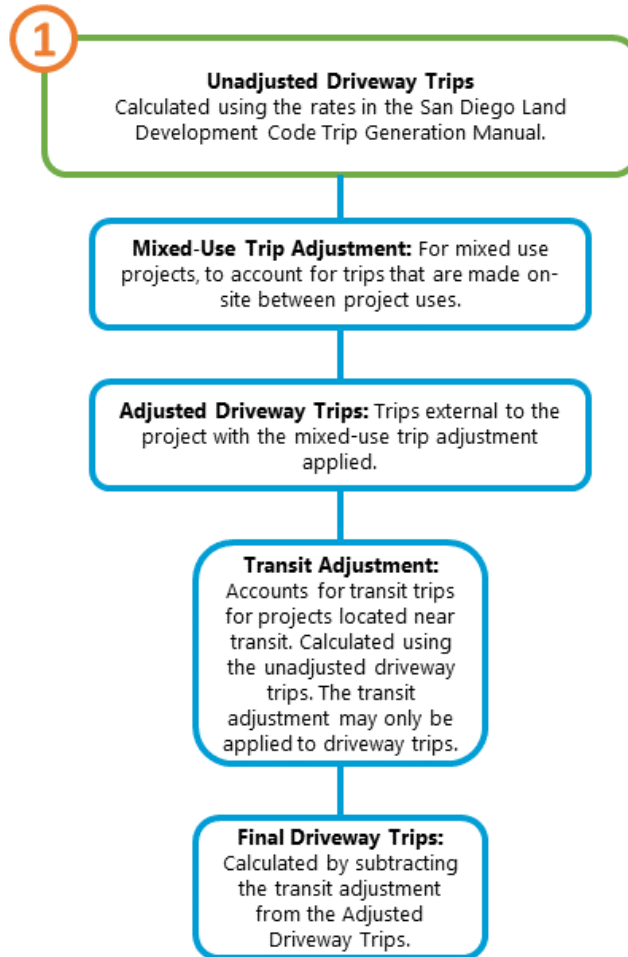 1
Unadjusted Driveway Trips
Calculated using the rates in the San Diego Land
Development Code Trip Generation Manual.
Mixed-Use Trip Adjustment: For mixed use
projects, to account for trips that are made on-
site between project uses.
Adjusted Driveway Trips: Trips external to the
project with the mixed-use trip adjustment
applied.
Transit Adjustment:
Accounts for transit trips
for projects located near
transit. Calculated using
the unadjusted driveway
trips. The transit
adjustment may only be
applied to driveway trips.
Final Driveway Trips:
Calculated by subtracting
the transit adjustment
from the Adjusted
Driveway Trips.